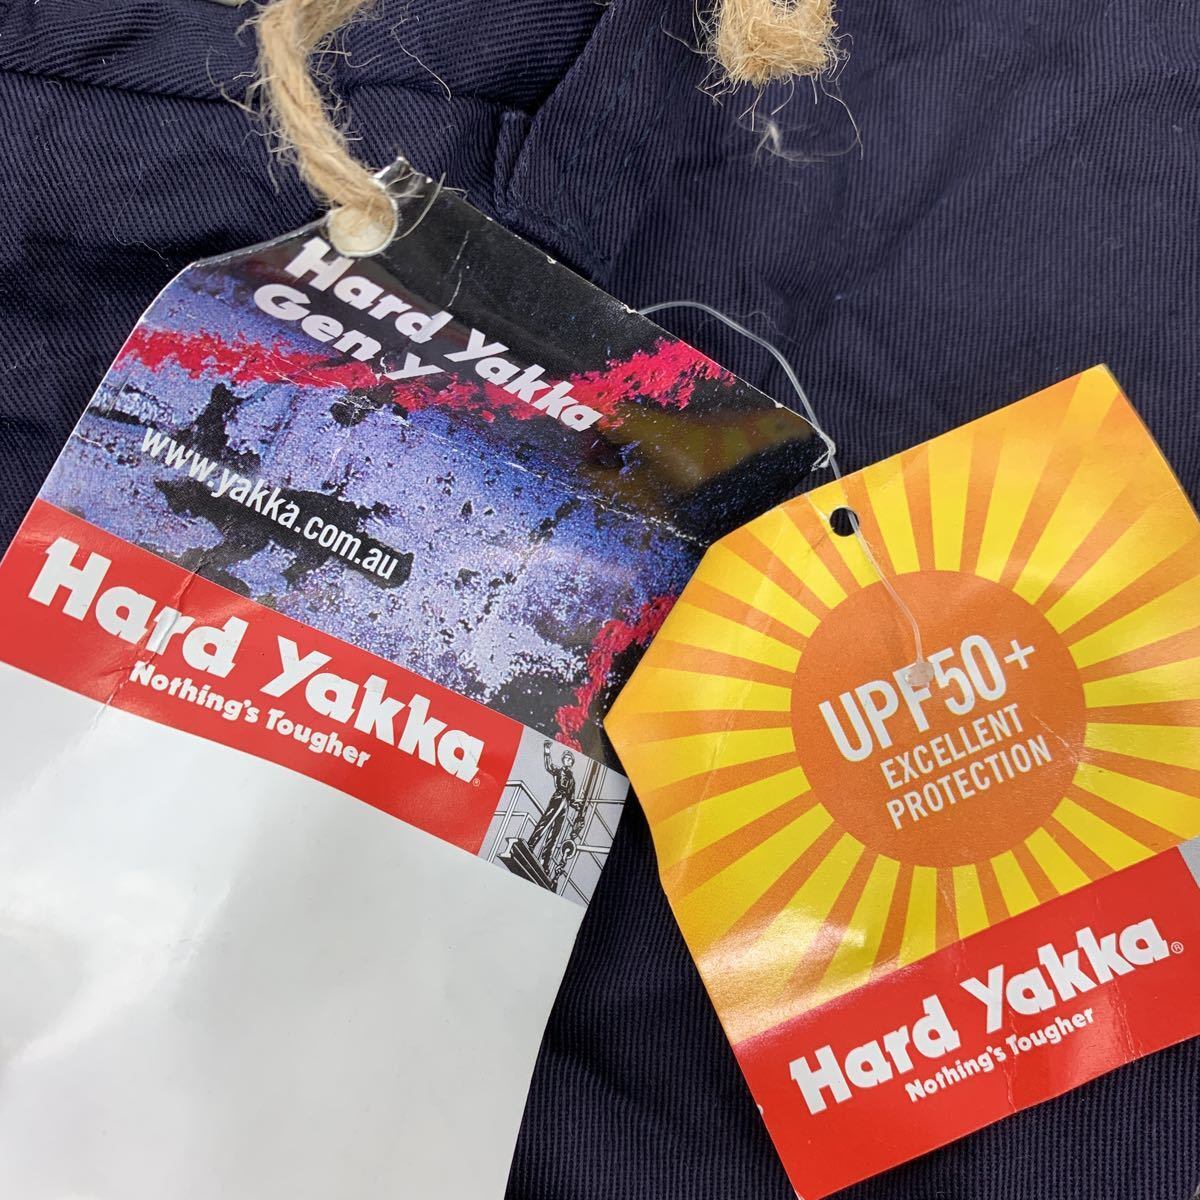 Hard Yakka
Gen Y
www.yakka.com.au
Hard Yakka
Nothing's Tougher
UPF50+
EXCELLENT
PROTECTION
Hard Yakka®
Nothing's Tougher